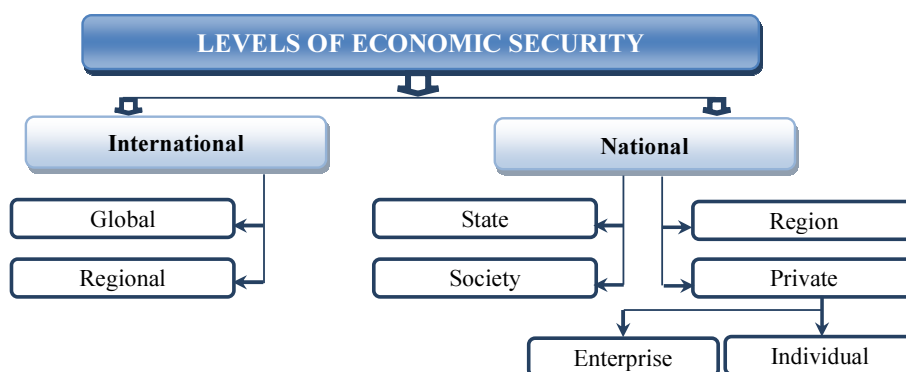 LEVELS OF ECONOMIC SECURITY
International
National
Global
State
Region
Regional
Society
Private
Enterprise
Individual